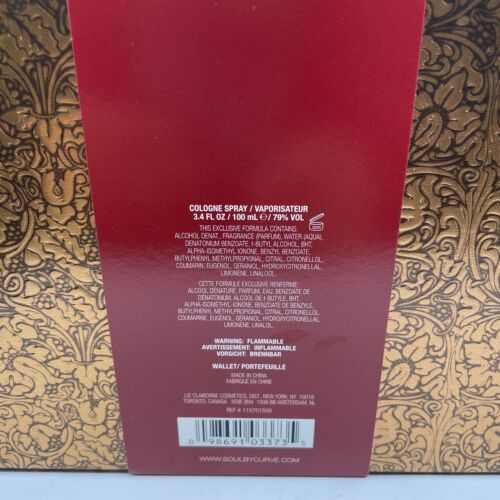 COLOGNE SPRAY / VAPORISATEUR
3.4 FL OZ / 100 mL ℮ / 79% VOL
THIS EXCLUSIVE FORMULA CONTAINS:
ALCOHOL DENAT., FRAGRANCE (PARFUM), WATER (AQUA),
DENATONIUM BENZOATE, t-BUTYL ALCOHOL, BHT,
ALPHA-ISOMETHYL IONONE, BENZYL BENZOATE,
BUTYLPHENYL METHYLPROPIONAL, CITRAL, CITRONELLOL,
COUMARIN, EUGENOL, GERANIOL, HYDROXYCITRONELLAL,
LIMONENE, LINALOOL.
CETTE FORMULE EXCLUSIVE RENFERME:
ALCOOL DÉNATURÉ, PARFUM, EAU, BENZOATE DE
DÉNATONIUM, ALCOOL DE t-BUTYLE, BHT,
ALPHA-ISOMÉTHYL-IONONE, BENZOATE DE BENZYLE,
BUTYLPHÉNYL MÉTHYLPROPIONAL, CITRAL, CITRONELLOL,
COUMARINE, EUGÉNOL, GÉRANIOL, HYDROXYCITRONELLAL,
LIMONÈNE, LINALOL.
WARNING: FLAMMABLE
AVERTISSEMENT: INFLAMMABLE
VORSICHT: BRENNBAR
WALLET/ PORTEFEUILLE
MADE IN CHINA
FABRIQUÉ EN CHINE
LIZ CLAIBORNE COSMETICS, DIST., NEW YORK, NY 10018
TORONTO, CANADA M3B 3M4 1006 BB AMSTERDAM, NL
REF # 11X701500
0 98691 03373 5
WWW.SOULBYCURVE.COM